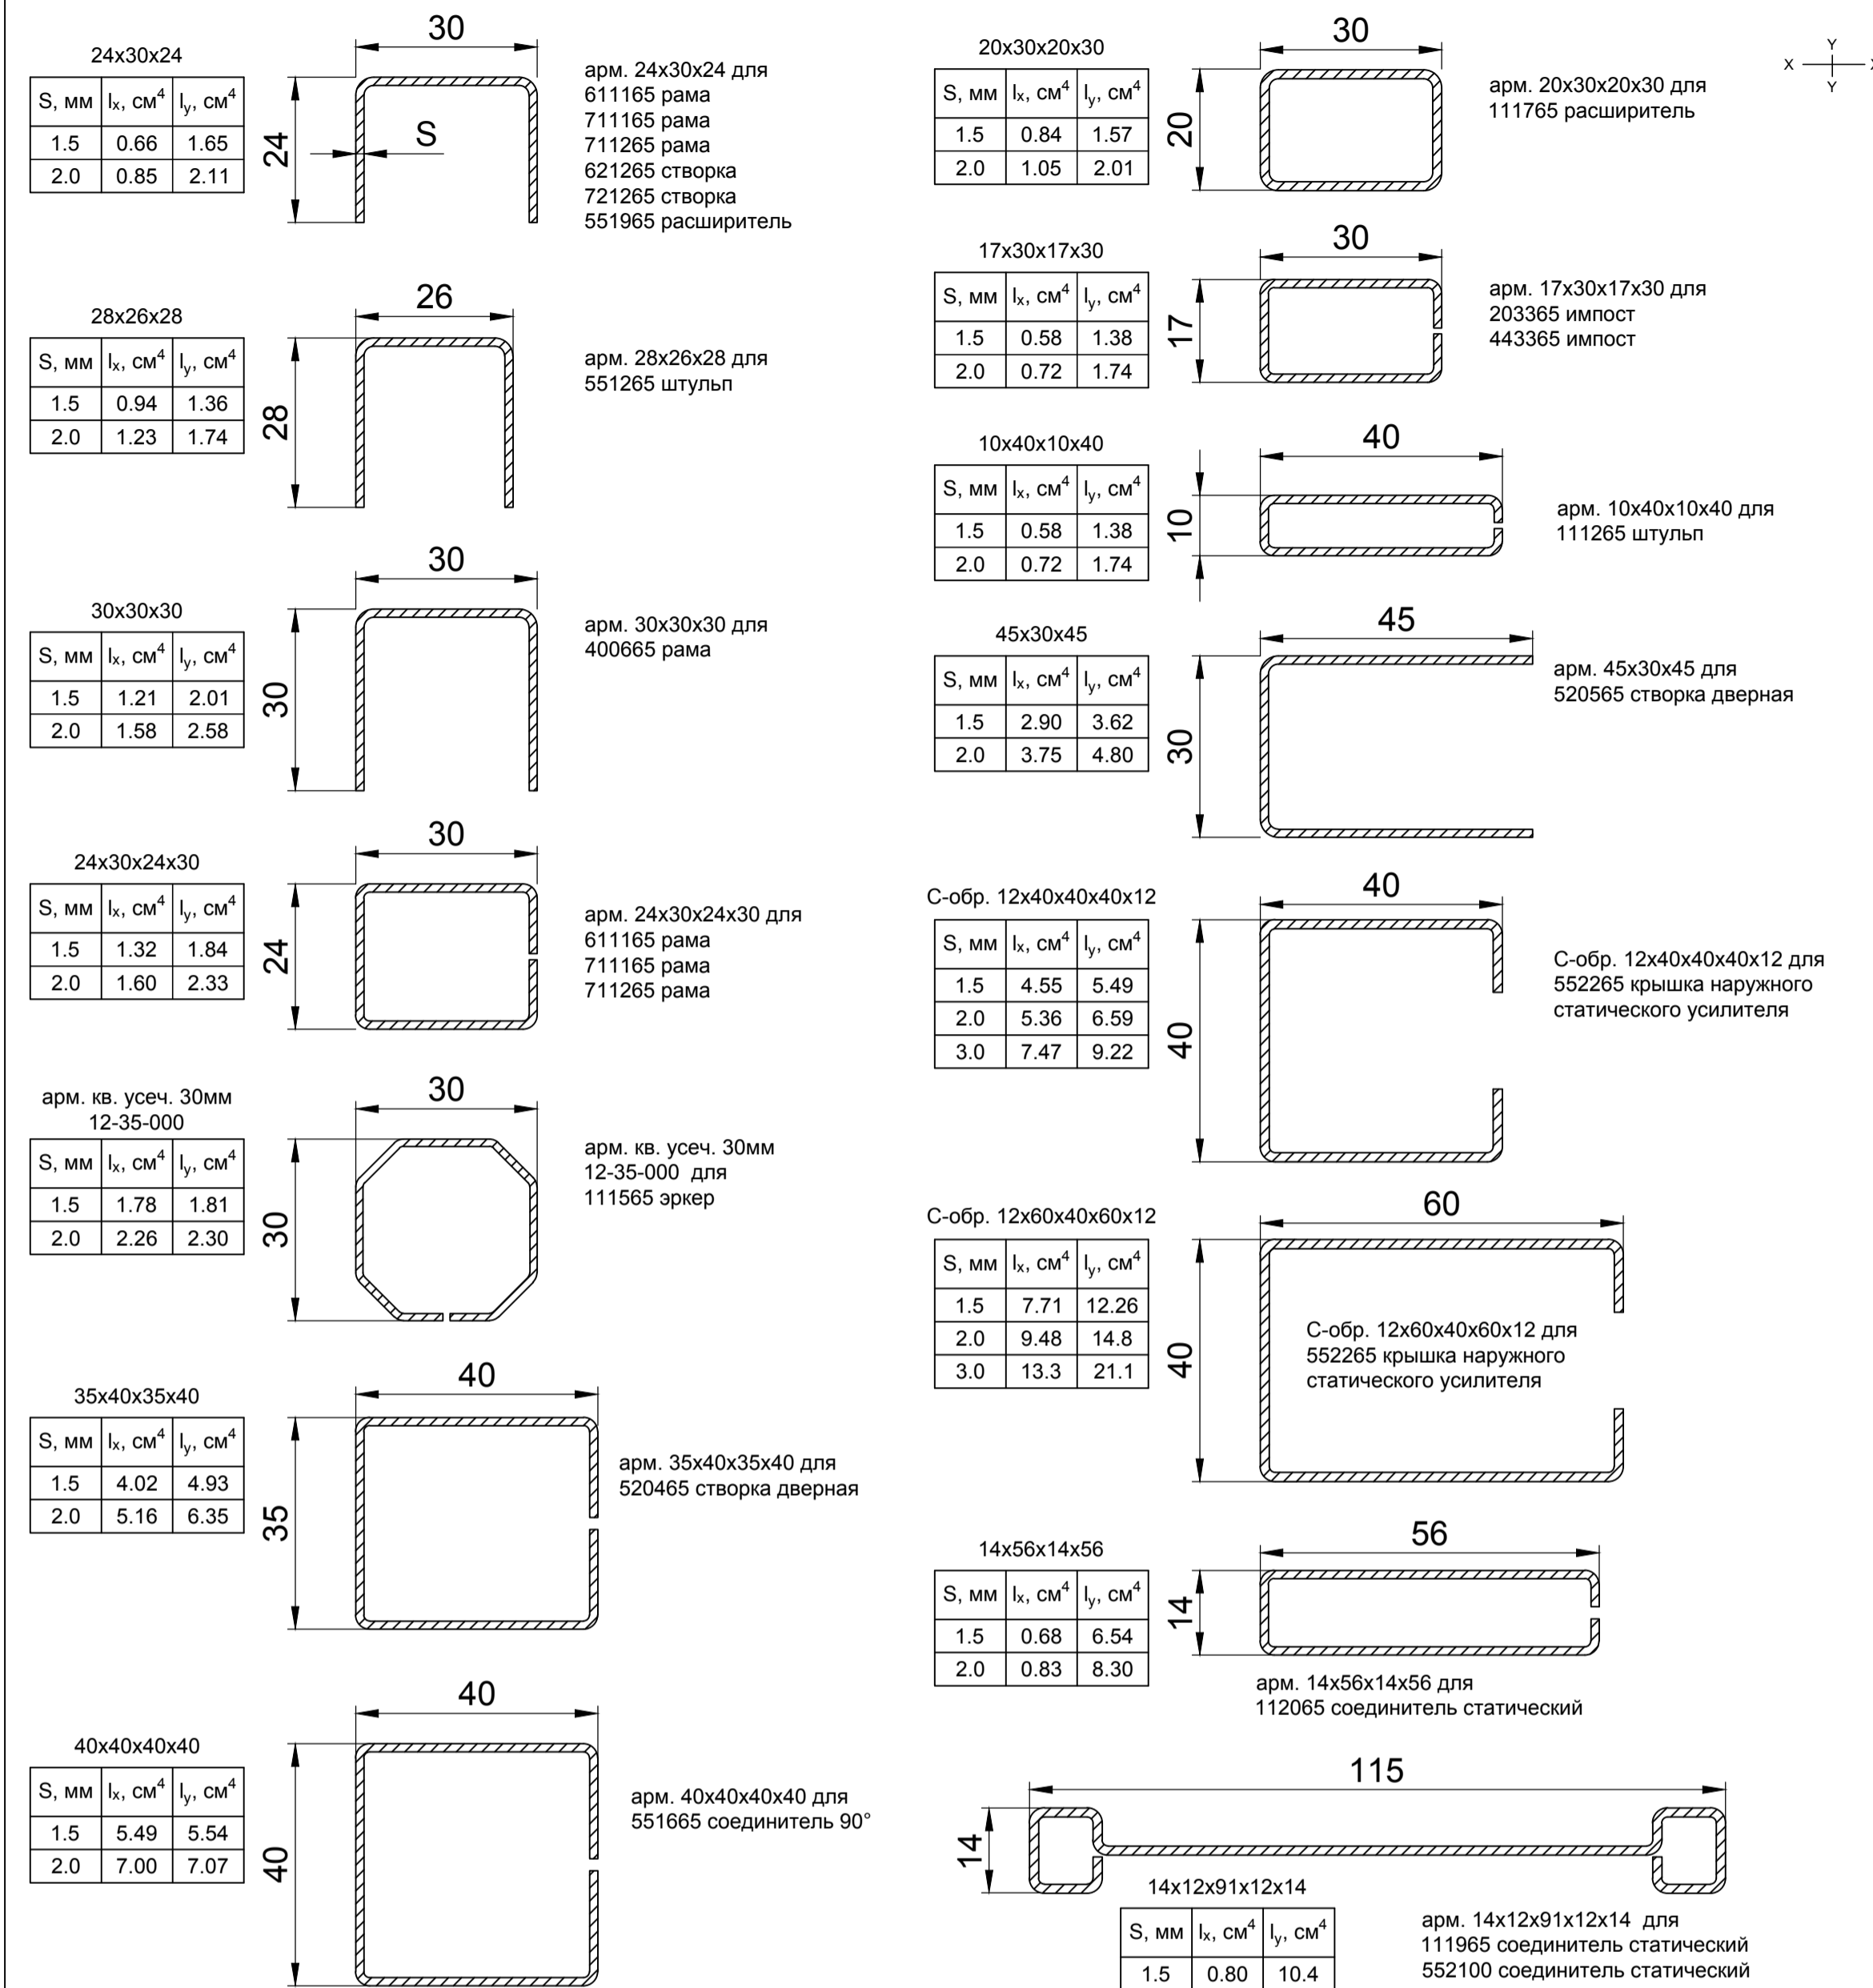 24x30x24
S, мм Iₓ, см⁴ Iᵧ, см⁴
1.5 0.66 1.65
2.0 0.85 2.11
30
24
S
арм. 24x30x24 для
611165 рама
711165 рама
711265 рама
621265 створка
721265 створка
551965 расширитель
28x26x28
S, мм Iₓ, см⁴ Iᵧ, см⁴
1.5 0.94 1.36
2.0 1.23 1.74
26
28
арм. 28x26x28 для
551265 штульп
30x30x30
S, мм Iₓ, см⁴ Iᵧ, см⁴
1.5 1.21 2.01
2.0 1.58 2.58
30
30
арм. 30x30x30 для
400665 рама
24x30x24x30
S, мм Iₓ, см⁴ Iᵧ, см⁴
1.5 1.32 1.84
2.0 1.60 2.33
30
24
арм. 24x30x24x30 для
611165 рама
711165 рама
711265 рама
арм. кв. усеч. 30мм
12-35-000
S, мм Iₓ, см⁴ Iᵧ, см⁴
1.5 1.78 1.81
2.0 2.26 2.30
30
30
арм. кв. усеч. 30мм
12-35-000 для
111565 эркер
35x40x35x40
S, мм Iₓ, см⁴ Iᵧ, см⁴
1.5 4.02 4.93
2.0 5.16 6.35
40
35
арм. 35x40x35x40 для
520465 створка дверная
40x40x40x40
S, мм Iₓ, см⁴ Iᵧ, см⁴
1.5 5.49 5.54
2.0 7.00 7.07
40
40
арм. 40x40x40x40 для
551665 соединитель 90°
20x30x20x30
S, мм Iₓ, см⁴ Iᵧ, см⁴
1.5 0.84 1.57
2.0 1.05 2.01
30
20
арм. 20x30x20x30 для
111765 расширитель
Y
X X
Y
17x30x17x30
S, мм Iₓ, см⁴ Iᵧ, см⁴
1.5 0.58 1.38
2.0 0.72 1.74
30
17
арм. 17x30x17x30 для
203365 импост
443365 импост
10x40x10x40
S, мм Iₓ, см⁴ Iᵧ, см⁴
1.5 0.58 1.38
2.0 0.72 1.74
40
10
арм. 10x40x10x40 для
111265 штульп
45x30x45
S, мм Iₓ, см⁴ Iᵧ, см⁴
1.5 2.90 3.62
2.0 3.75 4.80
45
30
арм. 45x30x45 для
520565 створка дверная
С-обр. 12x40x40x40x12
S, мм Iₓ, см⁴ Iᵧ, см⁴
1.5 4.55 5.49
2.0 5.36 6.59
3.0 7.47 9.22
40
40
С-обр. 12x40x40x40x12 для
552265 крышка наружного
статического усилителя
С-обр. 12x60x40x60x12
S, мм Iₓ, см⁴ Iᵧ, см⁴
1.5 7.71 12.26
2.0 9.48 14.8
3.0 13.3 21.1
60
40
С-обр. 12x60x40x60x12 для
552265 крышка наружного
статического усилителя
14x56x14x56
S, мм Iₓ, см⁴ Iᵧ, см⁴
1.5 0.68 6.54
2.0 0.83 8.30
56
14
арм. 14x56x14x56 для
112065 соединитель статический
115
14
14x12x91x12x14
S, мм Iₓ, см⁴ Iᵧ, см⁴
1.5 0.80 10.4
арм. 14x12x91x12x14 для
111965 соединитель статический
552100 соединитель статический